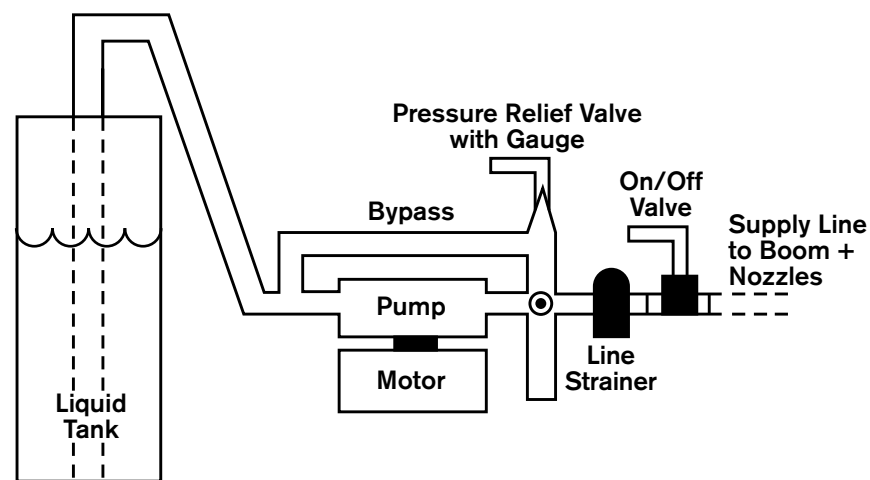 Pressure Relief Valve
with Gauge
On/Off
Valve
Bypass
Supply Line
to Boom +
Nozzles
Pump
Line
Strainer
Motor
Liquid
Tank